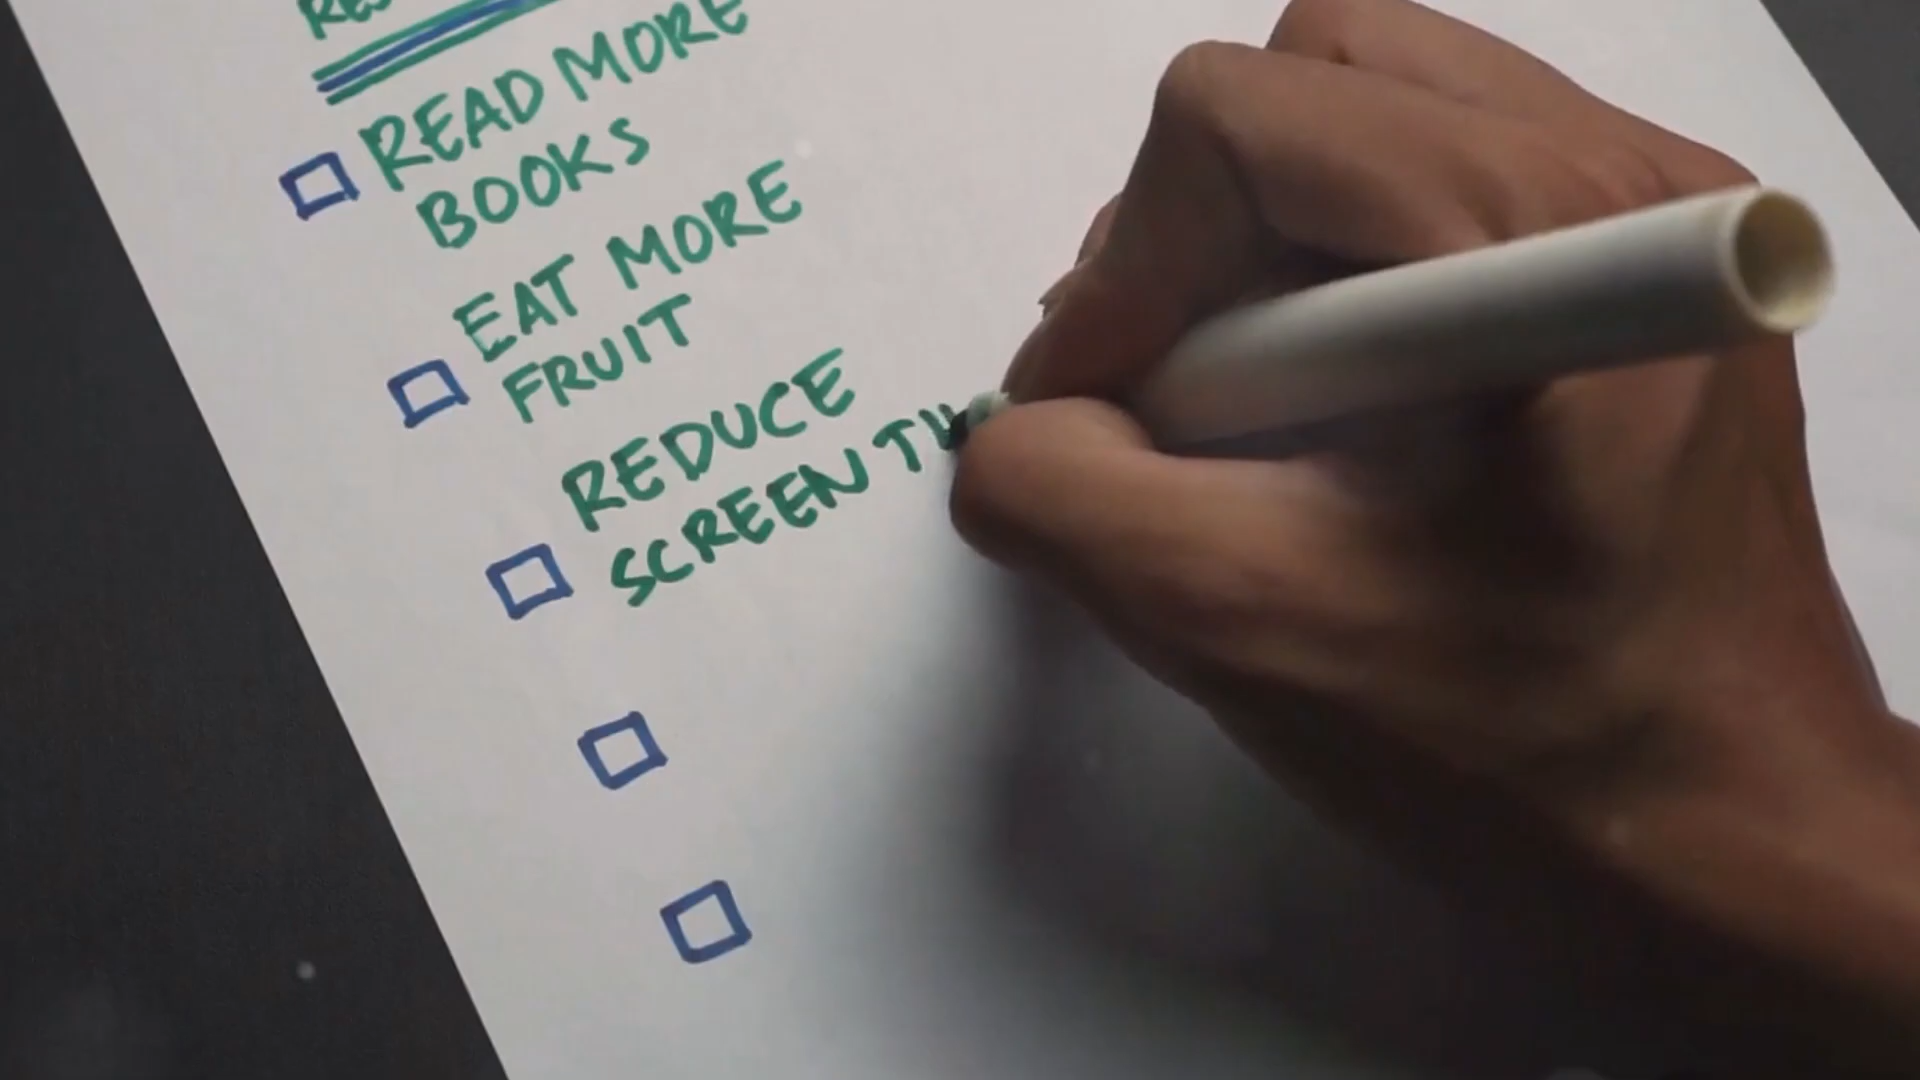 READ MORE
BOOKS
EAT MORE
FRUIT
REDUCE
SCREEN